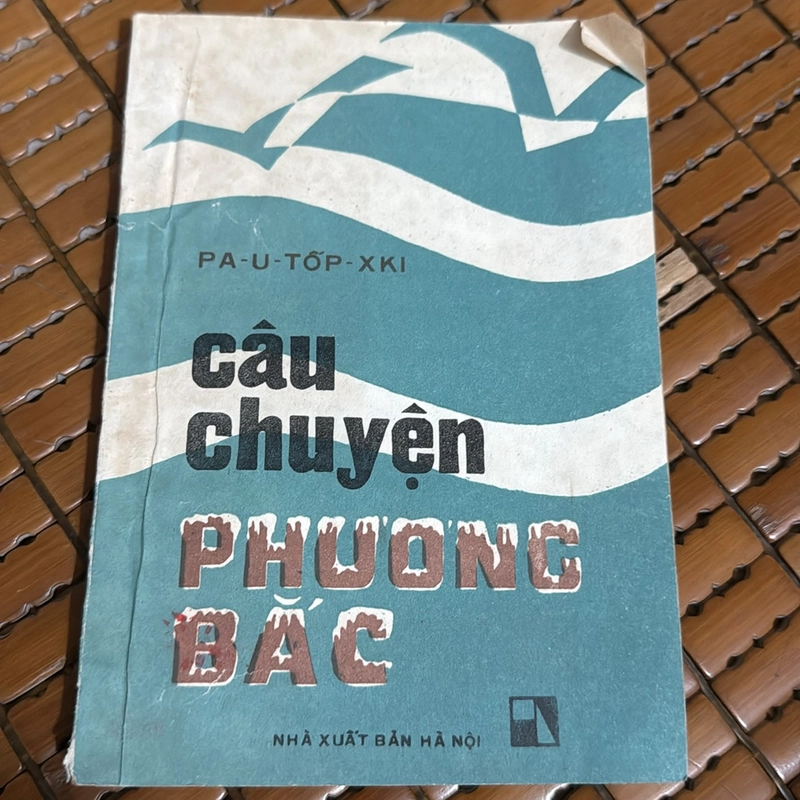 PA-U-TỐP-XKI
câu
chuyện
PHƯƠNG
BẮC
NHÀ XUẤT BẢN HÀ NỘI